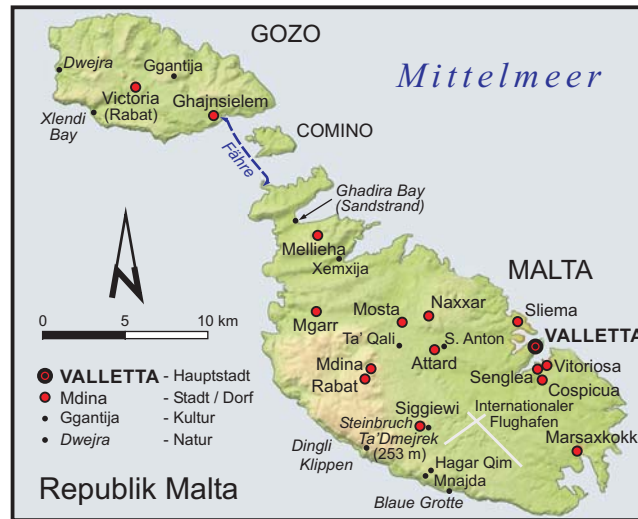 GOZO
Dwejra
Ggantija
Mittelmeer
Victoria
(Rabat)
Ghajnsielem
Xlendi
Bay
COMINO
Fähre
Ghadira Bay
(Sandstrand)
Mellieha
Xemxija
MALTA
Naxxar
Mosta
Sliema
Mgarr
0 5 10 km
Ta' Qali
S. Anton
VALLETTA
Attard
Mdina
Vitoriosa
Rabat
Senglea
Cospicua
VALLETTA - Hauptstadt
Mdina - Stadt / Dorf
Ggantija - Kultur
Dwejra - Natur
Siggiewi
Internationaler
Flughafen
Steinbruch
Ta'Dmejrek
(253 m)
Marsaxkokk
Dingli
Klippen
Hagar Qim
Mnajda
Blaue Grotte
Republik Malta
N